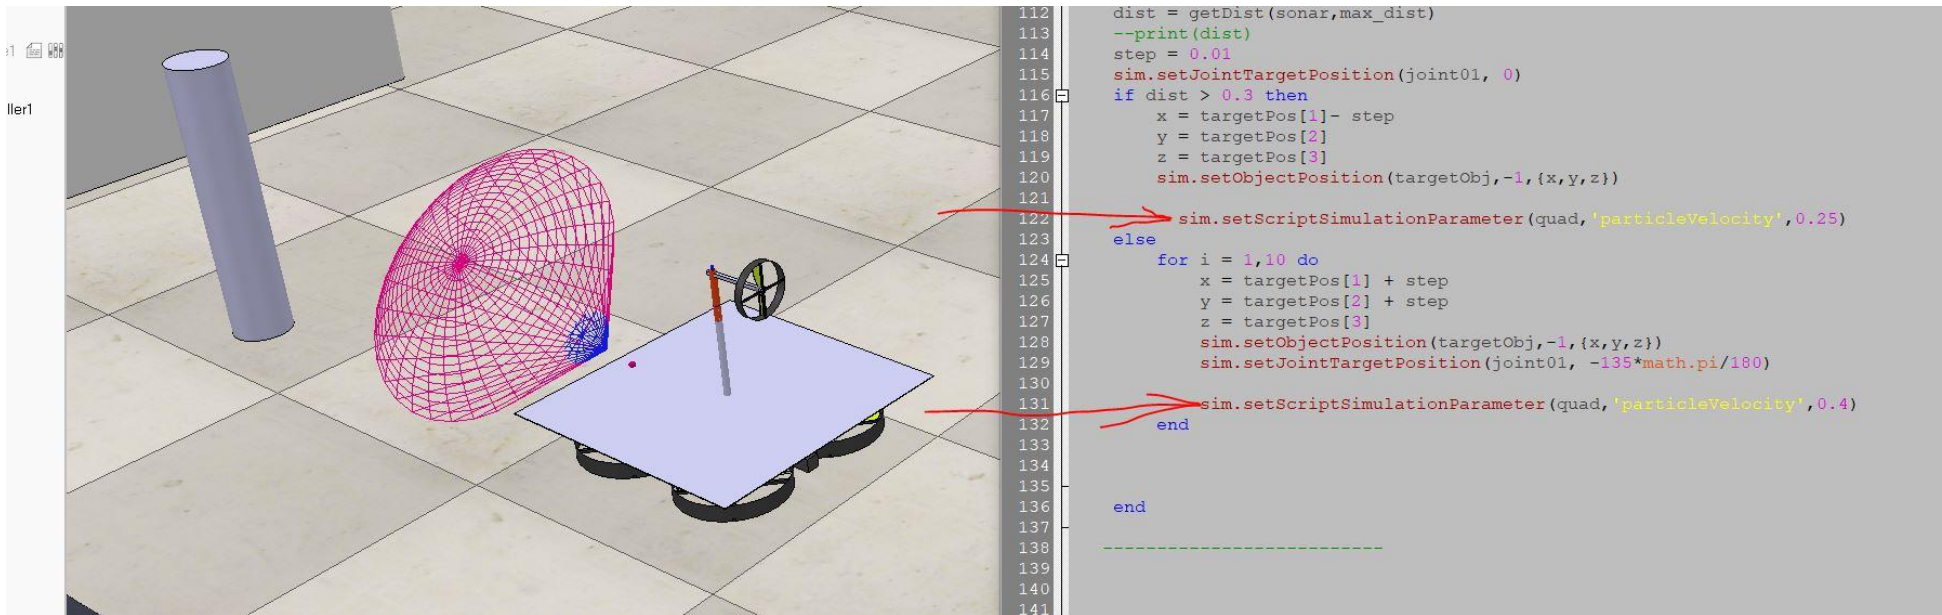 e1
ller1
112 dist = getDist(sonar,max_dist)
113 --print(dist)
114 step = 0.01
115 sim.setJointTargetPosition(joint01, 0)
116 if dist > 0.3 then
117 x = targetPos[1]- step
118 y = targetPos[2]
119 z = targetPos[3]
120 sim.setObjectPosition(targetObj,-1,{x,y,z})
121
122 sim.setScriptSimulationParameter(quad,'particleVelocity',0.25)
123 else
124 for i = 1,10 do
125 x = targetPos[1] + step
126 y = targetPos[2] + step
127 z = targetPos[3]
128 sim.setObjectPosition(targetObj,-1,{x,y,z})
129 sim.setJointTargetPosition(joint01, -135*math.pi/180)
130
131 sim.setScriptSimulationParameter(quad,'particleVelocity',0.4)
132 end
133
134
135
136 end
137
138 --------------------------
139
140
141